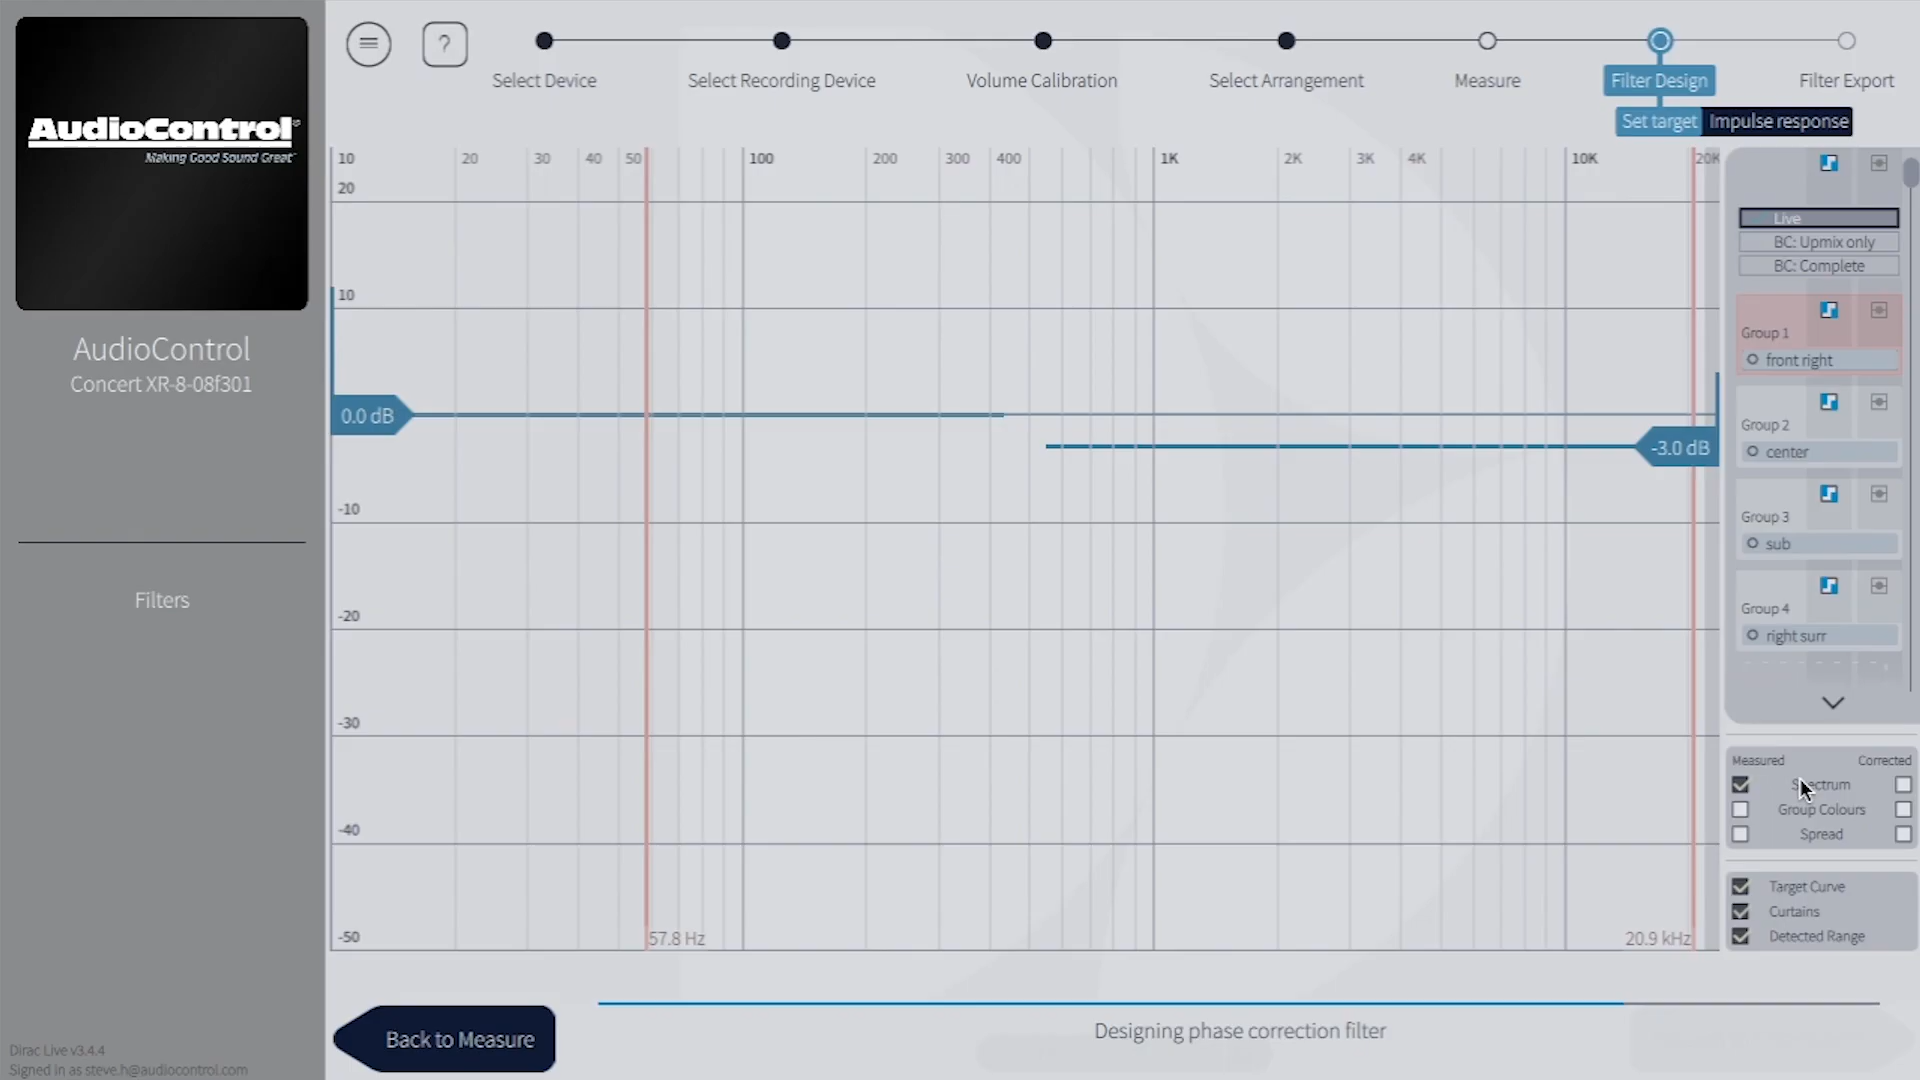 AudioControl®
Making Good Sound Great™
AudioControl
Concert XR-8-08f301
Filters
Dirac Live v3.4.4
Signed in as steve.h@audiocontrol.com
?
Select Device
Select Recording Device
Volume Calibration
Select Arrangement
Measure
Filter Design
Filter Export
Set target
Impulse response
10 20 30 40 50 100 200 300 400 1K 2K 3K 4K 10K 20K
20
10
0.0 dB
-3.0 dB
-10
-20
-30
-40
-50
57.8 Hz
20.9 kHz
Live
BC: Upmix only
BC: Complete
Group 1
front right
Group 2
center
Group 3
sub
Group 4
right surr
Measured Corrected
Spectrum
Group Colours
Spread
Target Curve
Curtains
Detected Range
Back to Measure
Designing phase correction filter